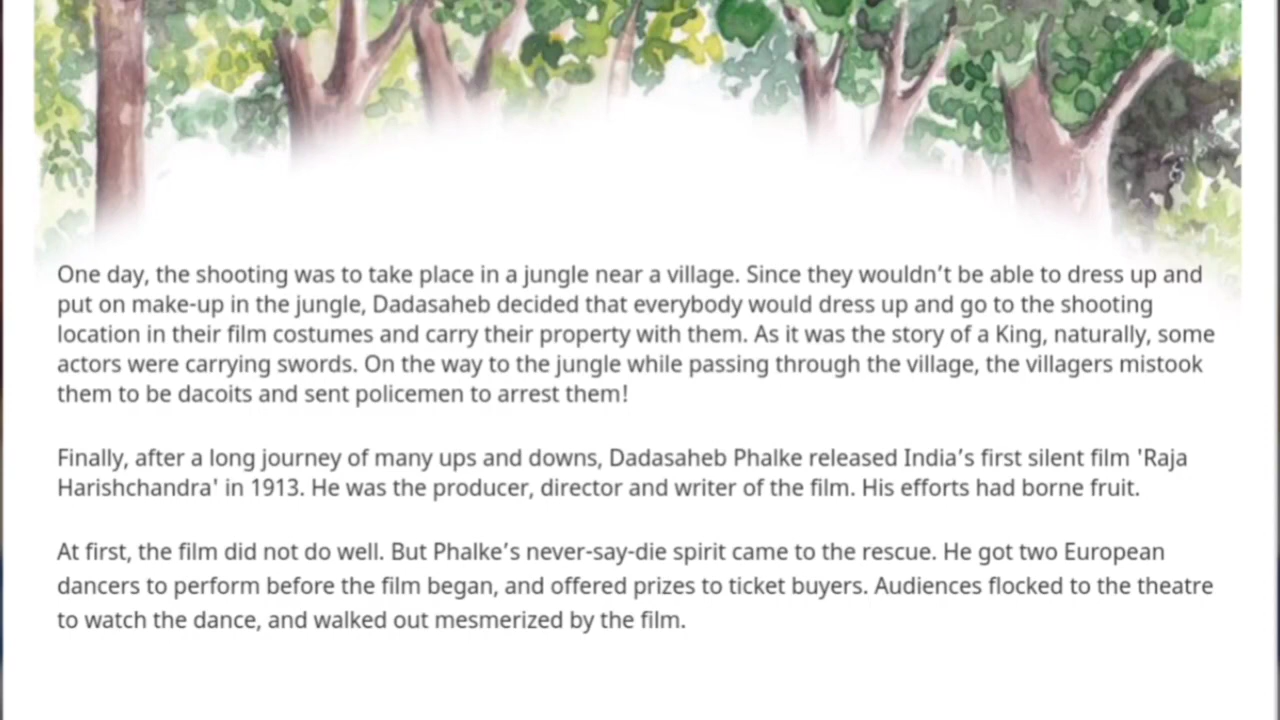 One day, the shooting was to take place in a jungle near a village. Since they wouldn’t be able to dress up and
put on make-up in the jungle, Dadasaheb decided that everybody would dress up and go to the shooting
location in their film costumes and carry their property with them. As it was the story of a King, naturally, some
actors were carrying swords. On the way to the jungle while passing through the village, the villagers mistook
them to be dacoits and sent policemen to arrest them!
Finally, after a long journey of many ups and downs, Dadasaheb Phalke released India’s first silent film 'Raja
Harishchandra' in 1913. He was the producer, director and writer of the film. His efforts had borne fruit.
At first, the film did not do well. But Phalke’s never-say-die spirit came to the rescue. He got two European
dancers to perform before the film began, and offered prizes to ticket buyers. Audiences flocked to the theatre
to watch the dance, and walked out mesmerized by the film.